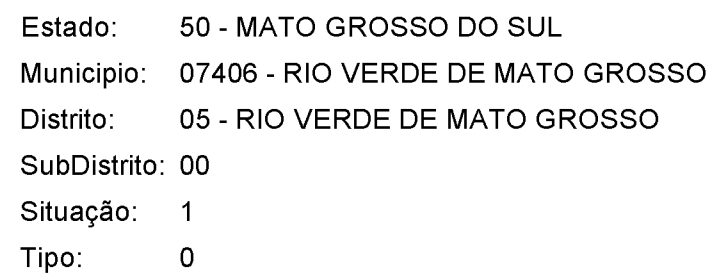 Estado: 50 - MATO GROSSO DO SUL
Municipio: 07406 - RIO VERDE DE MATO GROSSO
Distrito: 05 - RIO VERDE DE MATO GROSSO
SubDistrito: 00
Situação: 1
Tipo: 0